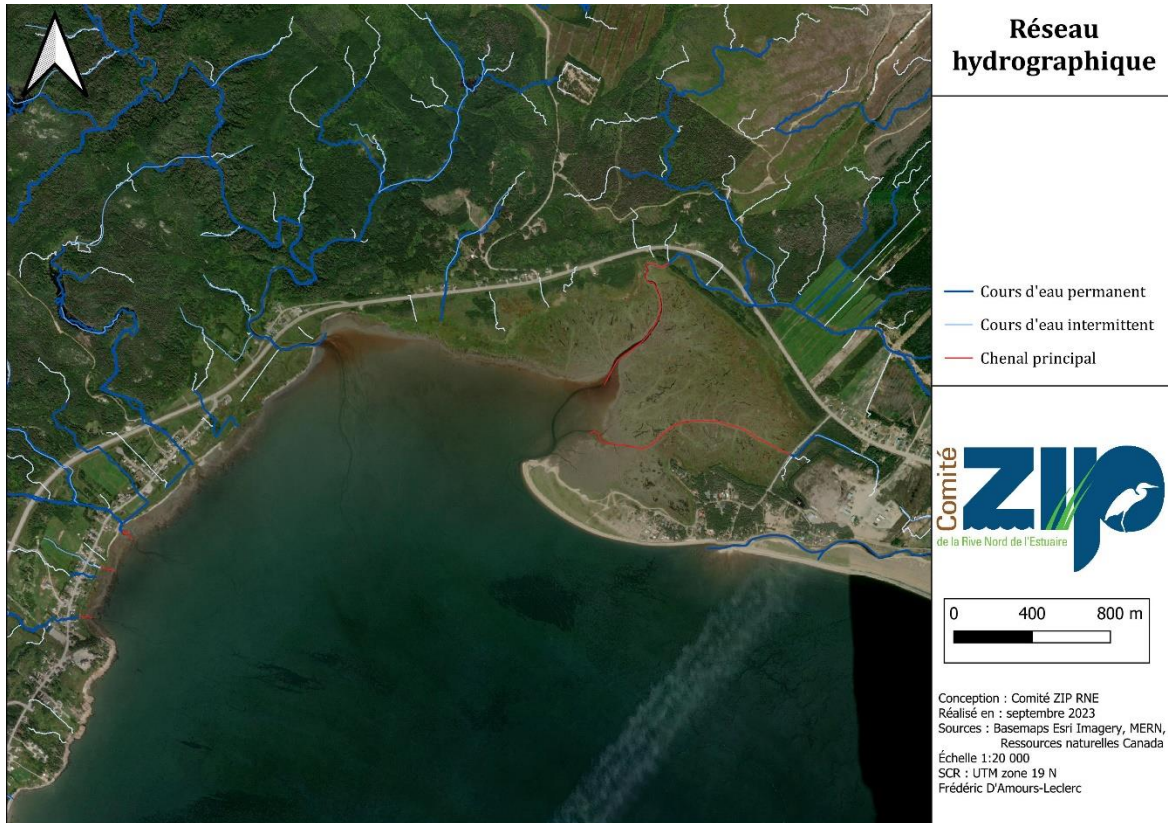 Réseau
hydrographique
Cours d'eau permanent
Cours d'eau intermittent
Chenal principal
Comité
ZIP
de la Rive Nord de l'Estuaire
0 400 800 m
Conception : Comité ZIP RNE
Réalisé en : septembre 2023
Sources : Basemaps Esri Imagery, MERN,
Ressources naturelles Canada
Échelle 1:20 000
SCR : UTM zone 19 N
Frédéric D'Amours-Leclerc